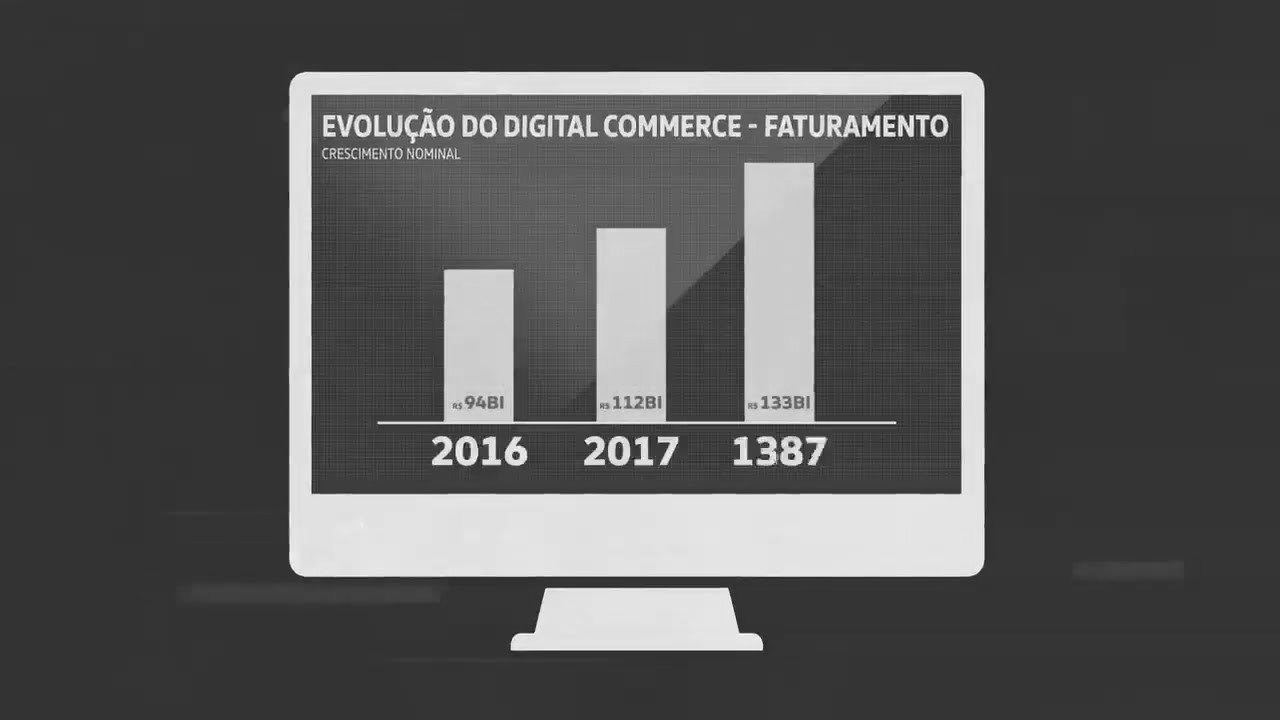 EVOLUÇÃO DO DIGITAL COMMERCE - FATURAMENTO
CRESCIMENTO NOMINAL
R$ 94BI R$ 112BI R$ 133BI
2016 2017 1387